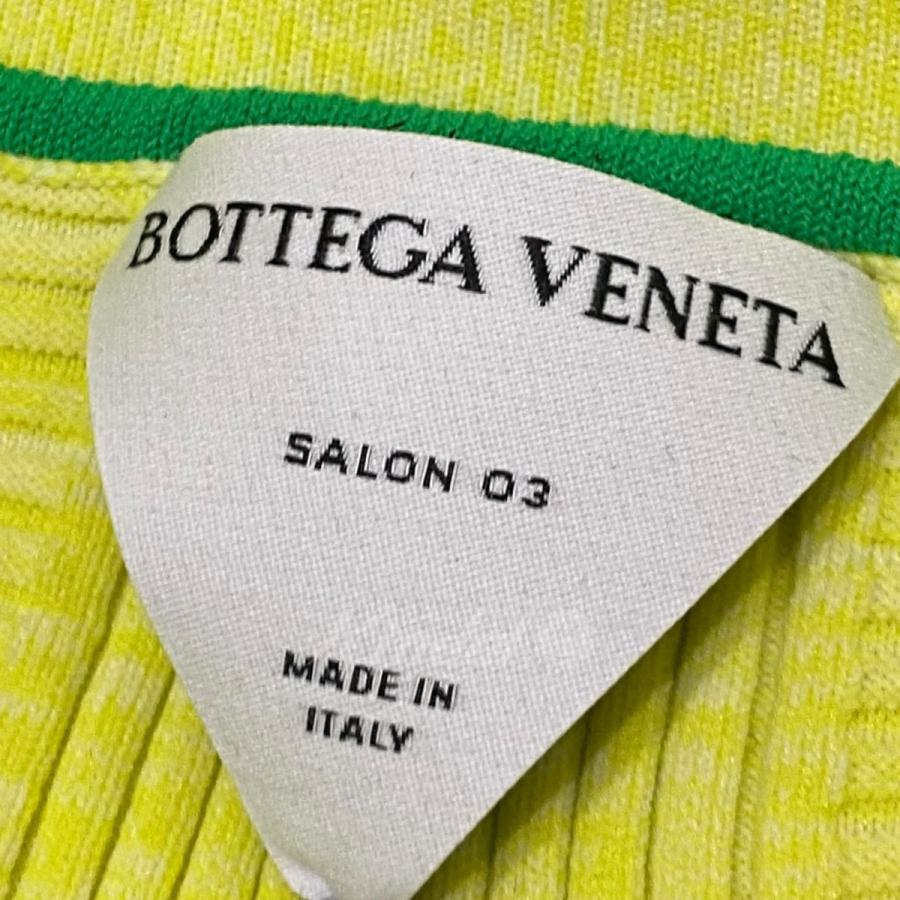 BOTTEGA VENETA
SALON 03
MADE IN
ITALY